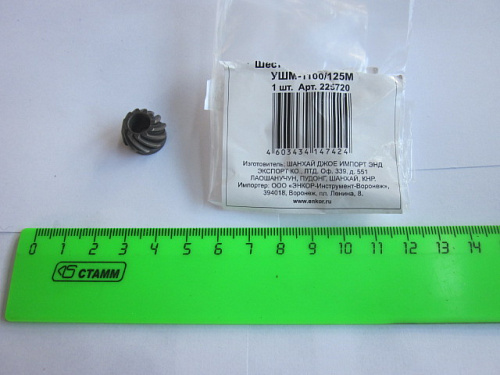 Шест
УШМ-1100/125М
1 шт. Арт. 225720
4 603434 147424
Изготовитель: ШАНХАЙ ДЖОЕ ИМПОРТ ЭНД
ЭКСПОРТ КО., ЛТД, Оф. 339, д. 551
ЛАОШАНУЧУН, ПУДОНГ, ШАНХАЙ, КНР.
Импортер: ООО «ЭНКОР-Инструмент-Воронеж»,
394018, Воронеж, пл. Ленина, 8.
www.enkor.ru
0 1 2 3 4 5 6 7 8 9 10 11 12 13 14
СТАММ